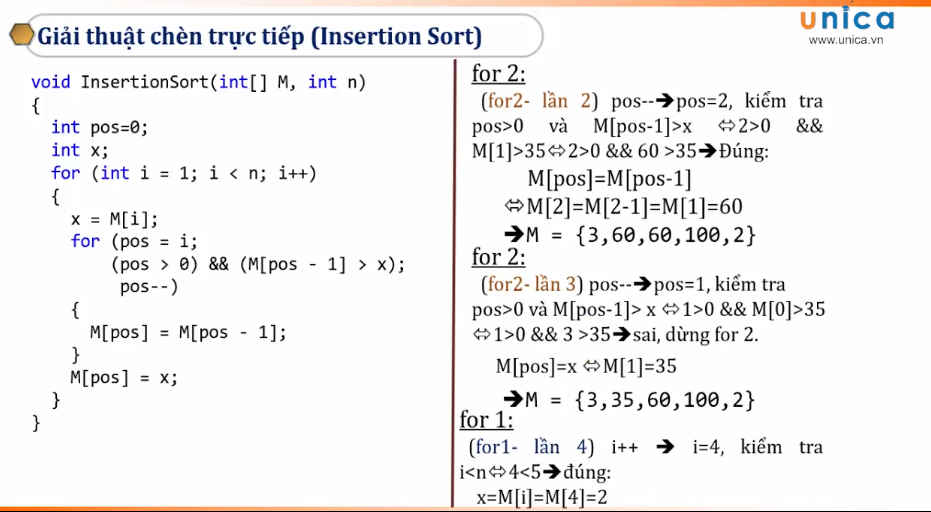 Giải thuật chèn trực tiếp (Insertion Sort)
unica
www.unica.vn
void InsertionSort(int[] M, int n)
{
int pos=0;
int x;
for (int i = 1; i < n; i++)
{
x = M[i];
for (pos = i;
(pos > 0) && (M[pos - 1] > x);
pos--)
{
M[pos] = M[pos - 1];
}
M[pos] = x;
}
}
for 2:
(for2- lần 2) pos--➔pos=2, kiểm tra
pos>0 và M[pos-1]>x ⇔2>0 &&
M[1]>35⇔2>0 && 60 >35➔Đúng:
M[pos]=M[pos-1]
⇔M[2]=M[2-1]=M[1]=60
➔M = {3,60,60,100,2}
for 2:
(for2- lần 3) pos--➔pos=1, kiểm tra
pos>0 và M[pos-1]> x ⇔1>0 && M[0]>35
⇔1>0 && 3 >35➔sai, dừng for 2.
M[pos]=x ⇔M[1]=35
➔M = {3,35,60,100,2}
for 1:
(for1- lần 4) i++ ➔ i=4, kiểm tra
i<n⇔4<5➔đúng:
x=M[i]=M[4]=2